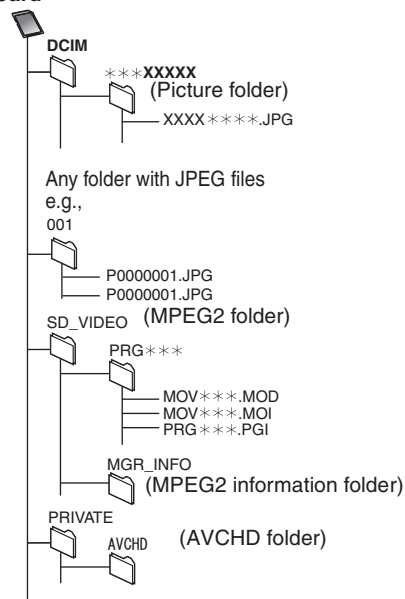 DCIM
∗∗∗XXXXX
(Picture folder)
XXXX∗∗∗∗.JPG
Any folder with JPEG files
e.g.,
001
P0000001.JPG
P0000001.JPG
SD_VIDEO (MPEG2 folder)
PRG∗∗∗
MOV∗∗∗.MOD
MOV∗∗∗.MOI
PRG∗∗∗.PGI
MGR_INFO
(MPEG2 information folder)
PRIVATE
AVCHD (AVCHD folder)